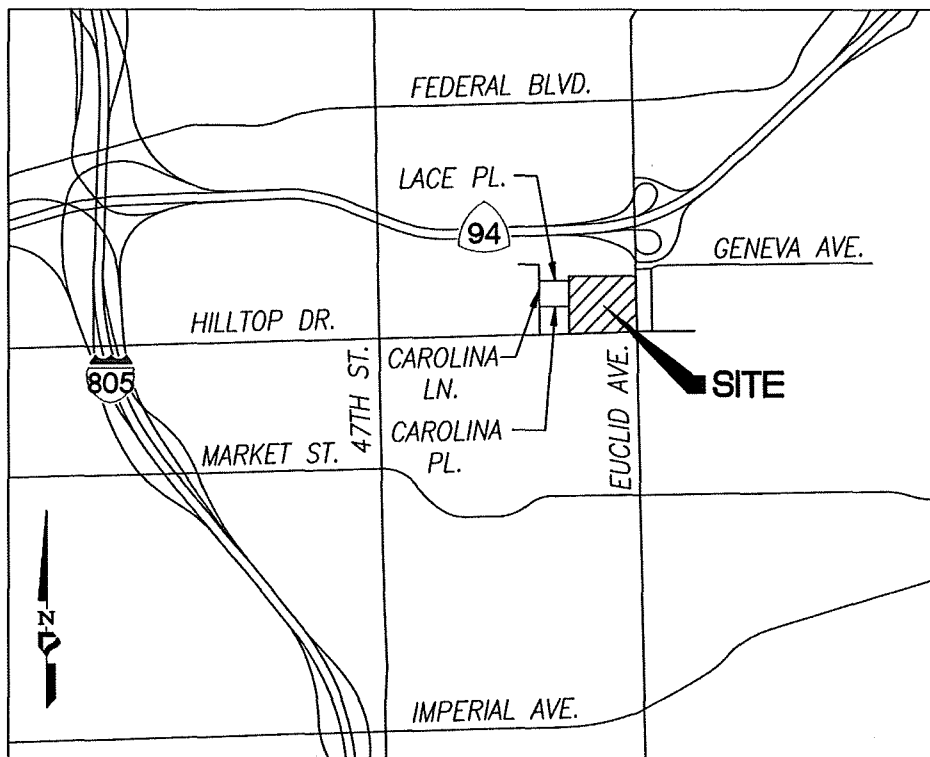 FEDERAL BLVD.
LACE PL.
94
GENEVA AVE.
HILLTOP DR.
CAROLINA
LN.
805
47TH ST.
EUCLID AVE.
SITE
CAROLINA
PL.
MARKET ST.
N
IMPERIAL AVE.